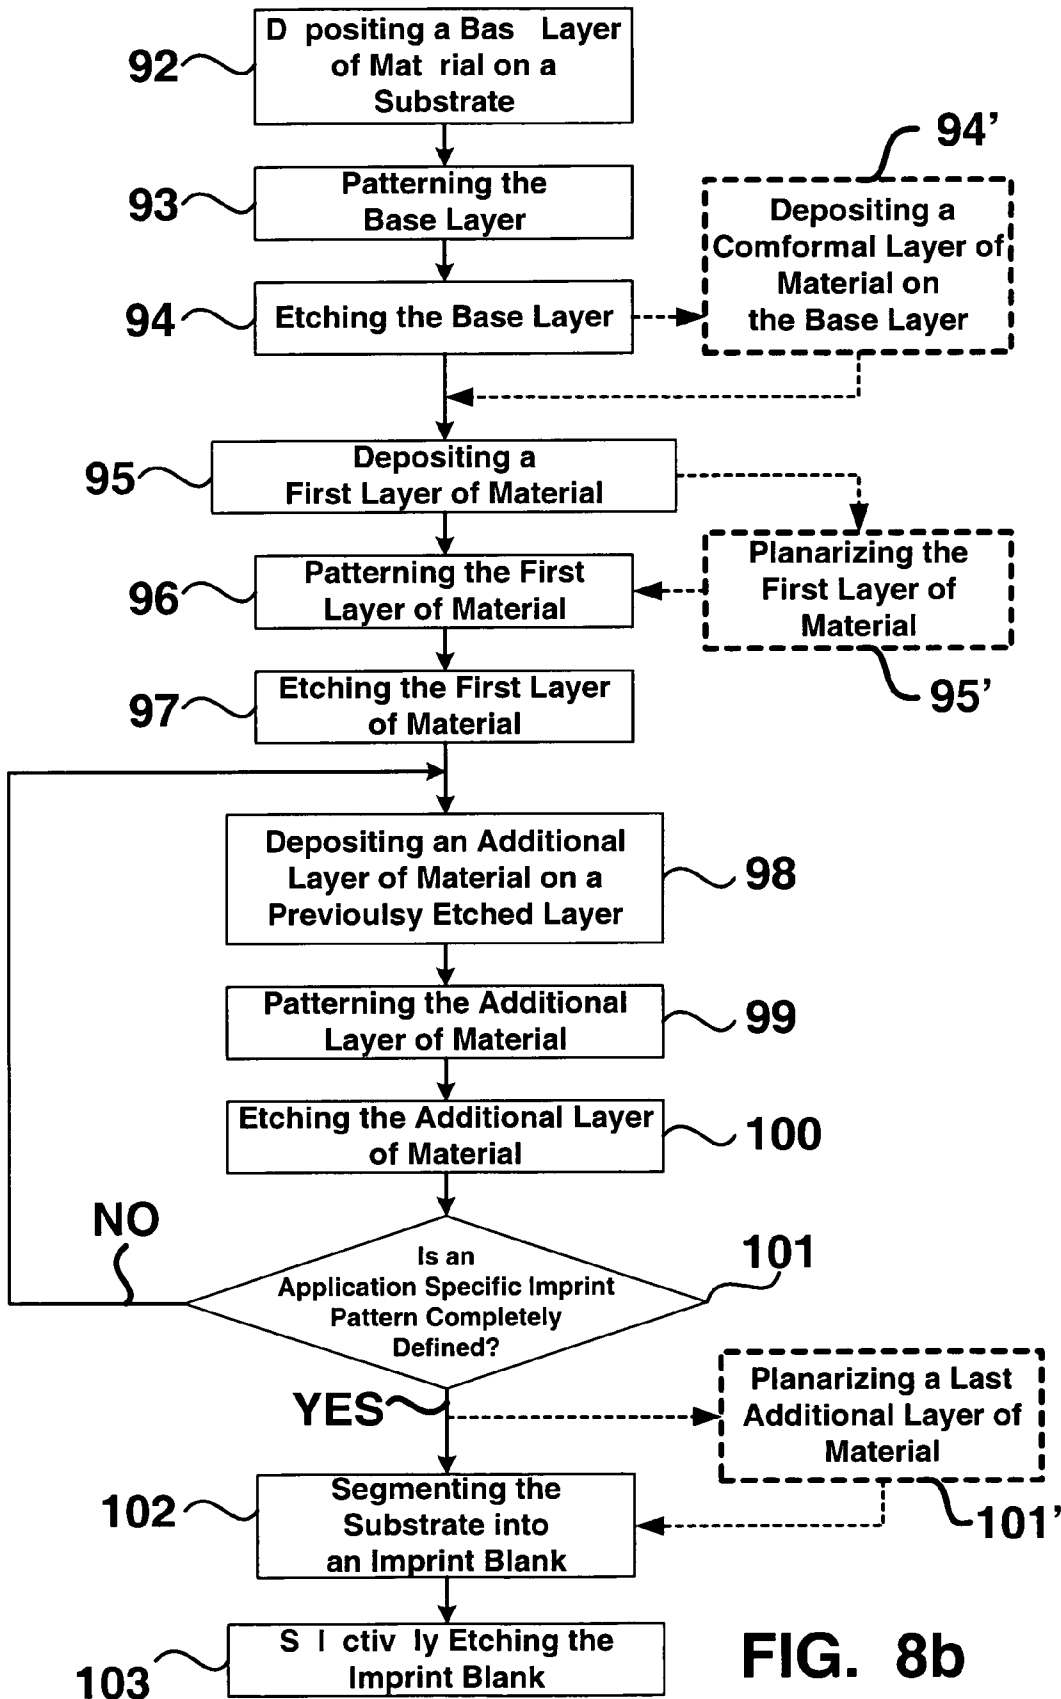 D positing a Bas Layer
of Mat rial on a
Substrate
92
Patterning the
Base Layer
93
94'
Depositing a
Comformal Layer of
Material on
the Base Layer
Etching the Base Layer
94
Depositing a
First Layer of Material
95
Planarizing the
First Layer of
Material
95'
Patterning the First
Layer of Material
96
Etching the First Layer
of Material
97
Depositing an Additional
Layer of Material on a
Previoulsy Etched Layer
98
Patterning the Additional
Layer of Material
99
Etching the Additional Layer
of Material
100
NO
Is an
Application Specific Imprint
Pattern Completely
Defined?
101
YES
Planarizing a Last
Additional Layer of
Material
101'
Segmenting the
Substrate into
an Imprint Blank
102
S l ctiv ly Etching the
Imprint Blank
103
FIG. 8b